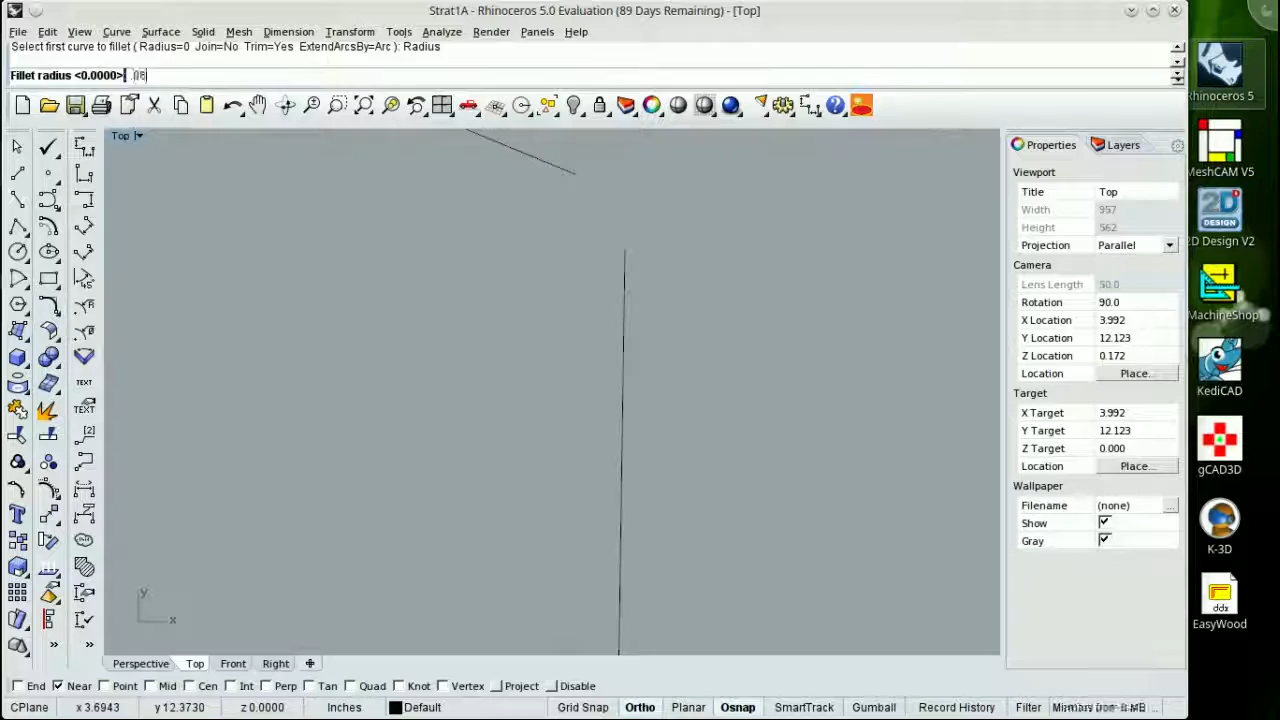 Strat1A - Rhinoceros 5.0 Evaluation (89 Days Remaining) - [Top]
File Edit View Curve Surface Solid Mesh Dimension Transform Tools Analyze Render Panels Help
Select first curve to fillet ( Radius=0 Join=No Trim=Yes ExtendArcsBy=Arc ): Radius
Fillet radius <0.0000>:
Top
Properties
Layers
Viewport
Title Top
Width 957
Height 562
Projection Parallel
Camera
Lens Length 50.0
Rotation 90.0
X Location 3.992
Y Location 12.123
Z Location 0.172
Location Place...
Target
X Target 3.992
Y Target 12.123
Z Target 0.000
Location Place...
Wallpaper
Filename (none) ...
Show
Gray
TEXT
TEXT
[2]
y
x
Perspective Top Front Right
End Near Point Mid Cen Int Perp Tan Quad Knot Vertex Project Disable
CPlane x 3.6943 y 12.3730 z 0.0000 Inches Default Grid Snap Ortho Planar Osnap SmartTrack Gumball Record History Filter
Rhinoceros 5
MeshCAM V5
2D
DESIGN
2D Design V2
MachineShop
KediCAD
gCAD3D
K-3D
ddx
EasyWood